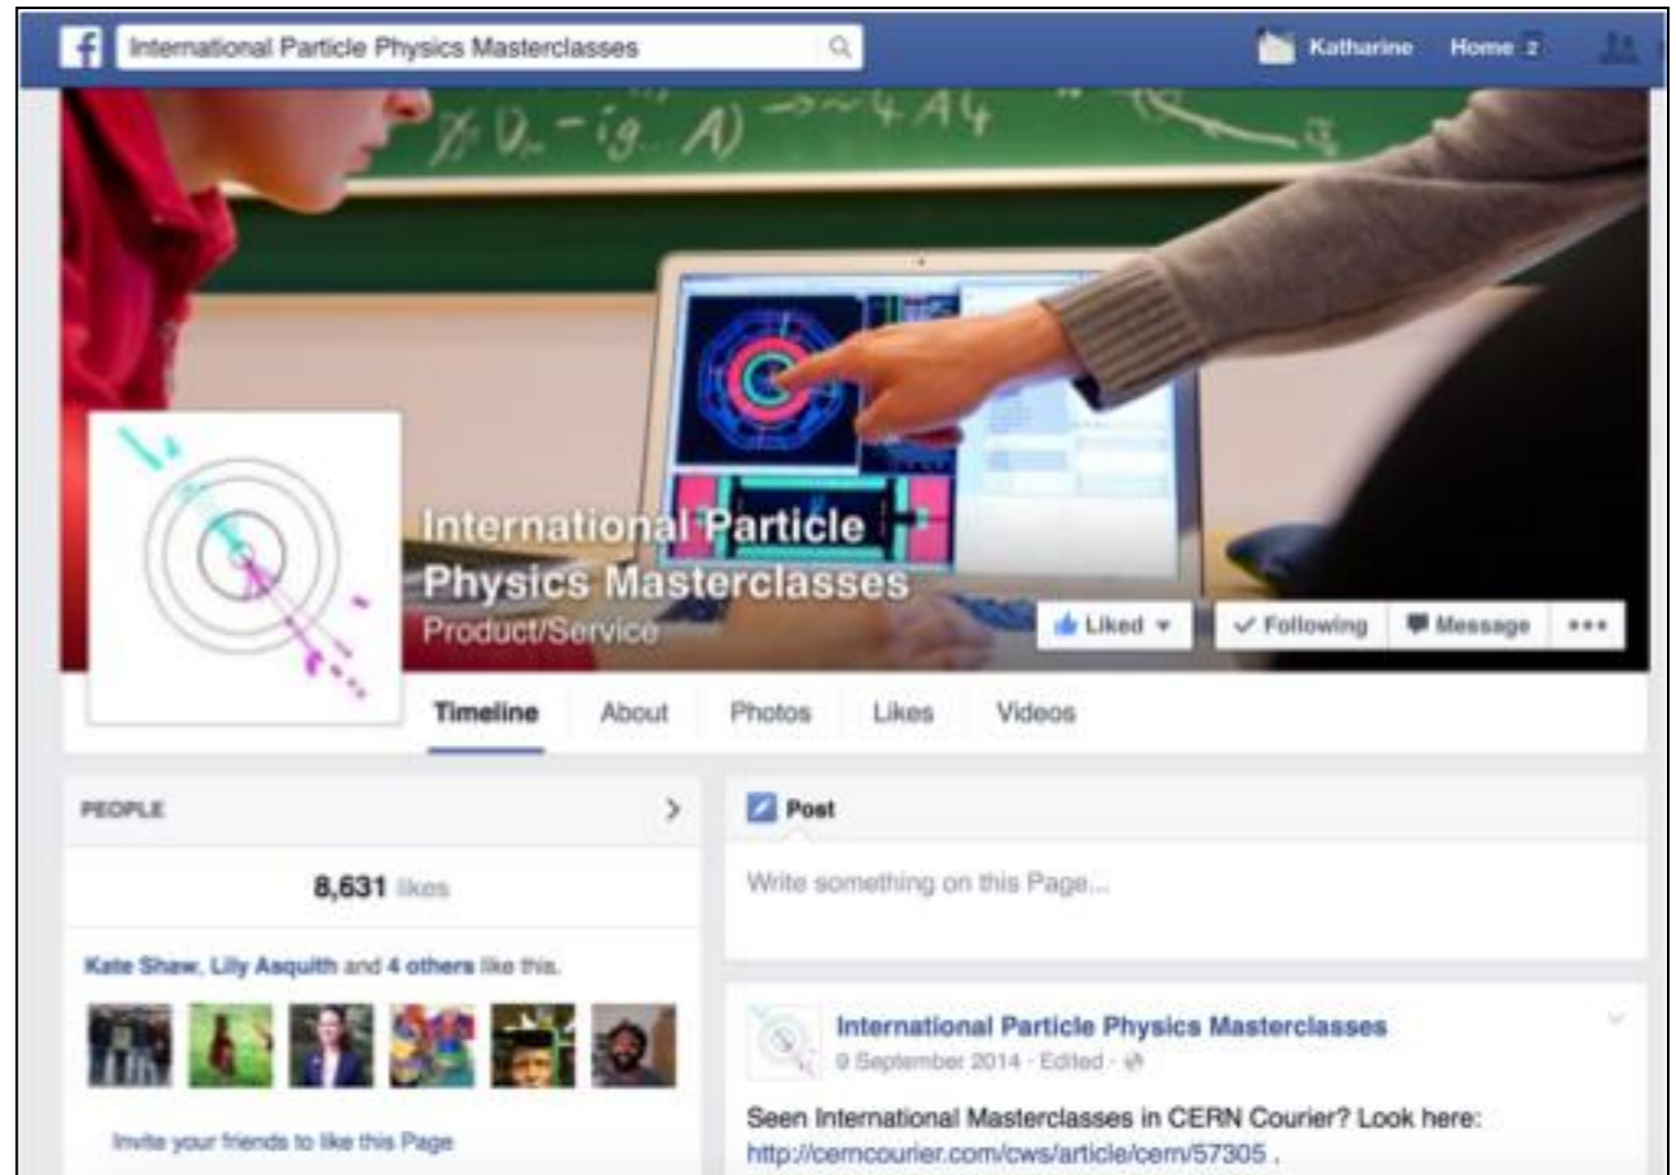 f International Particle Physics Masterclasses
Katharine Home 2
International Particle
Physics Masterclasses
Product/Service
Liked
Following
Message
Timeline About Photos Likes Videos
PEOPLE
8,631 likes
Kate Shaw, Lily Asquith and 4 others like this.
Invite your friends to like this Page
Post
Write something on this Page...
International Particle Physics Masterclasses
9 September 2014 · Edited ·
Seen International Masterclasses in CERN Courier? Look here:
http://cerncourier.com/cws/article/cern/57305 .